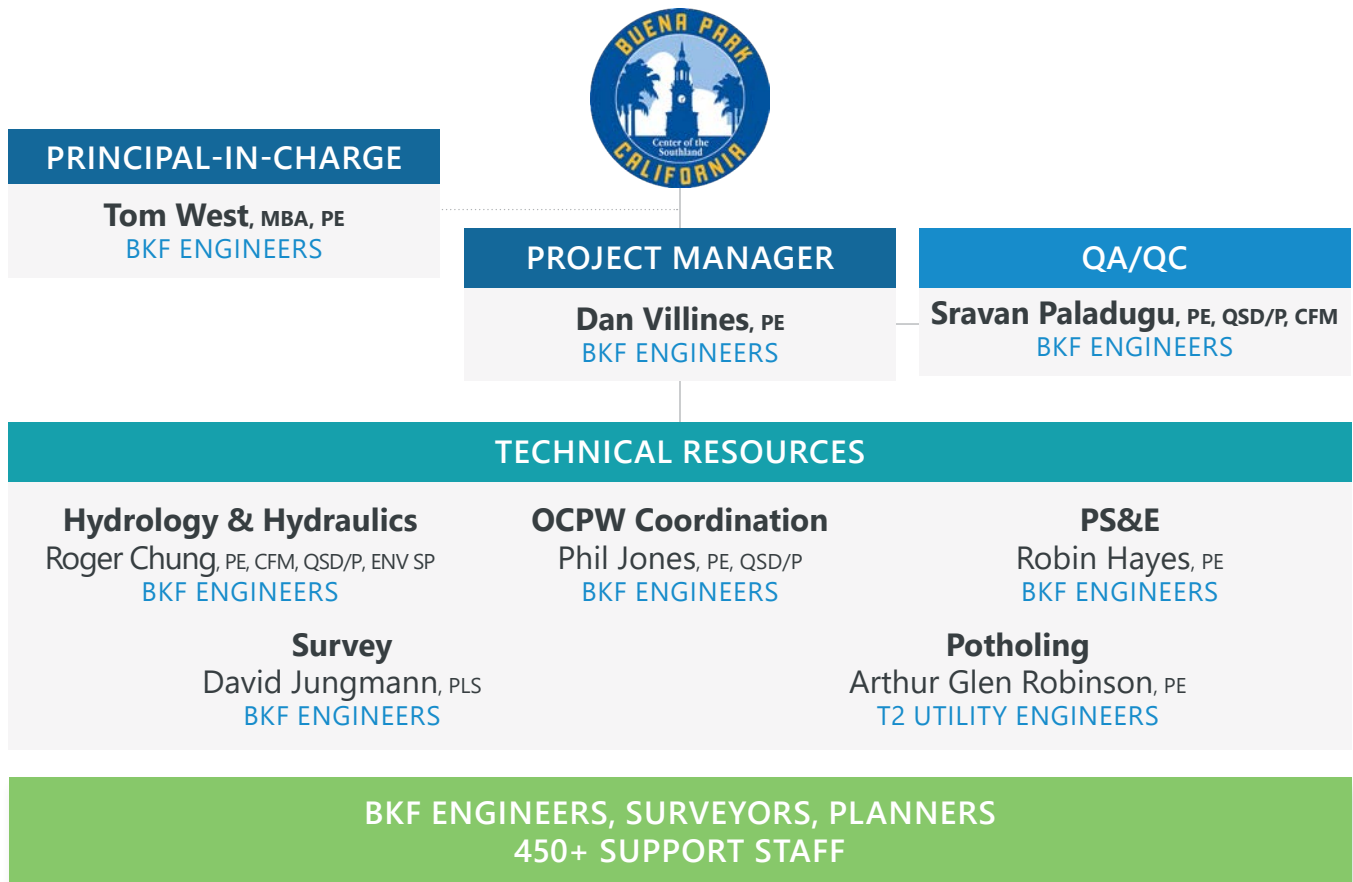 BUENA PARK
Center of the
Southland
CALIFORNIA
PRINCIPAL-IN-CHARGE
Tom West, MBA, PE
BKF ENGINEERS
PROJECT MANAGER
Dan Villines, PE
BKF ENGINEERS
QA/QC
Sravan Paladugu, PE, QSD/P, CFM
BKF ENGINEERS
TECHNICAL RESOURCES
Hydrology & Hydraulics
Roger Chung, PE, CFM, QSD/P, ENV SP
BKF ENGINEERS
OCPW Coordination
Phil Jones, PE, QSD/P
BKF ENGINEERS
PS&E
Robin Hayes, PE
BKF ENGINEERS
Survey
David Jungmann, PLS
BKF ENGINEERS
Potholing
Arthur Glen Robinson, PE
T2 UTILITY ENGINEERS
BKF ENGINEERS, SURVEYORS, PLANNERS
450+ SUPPORT STAFF